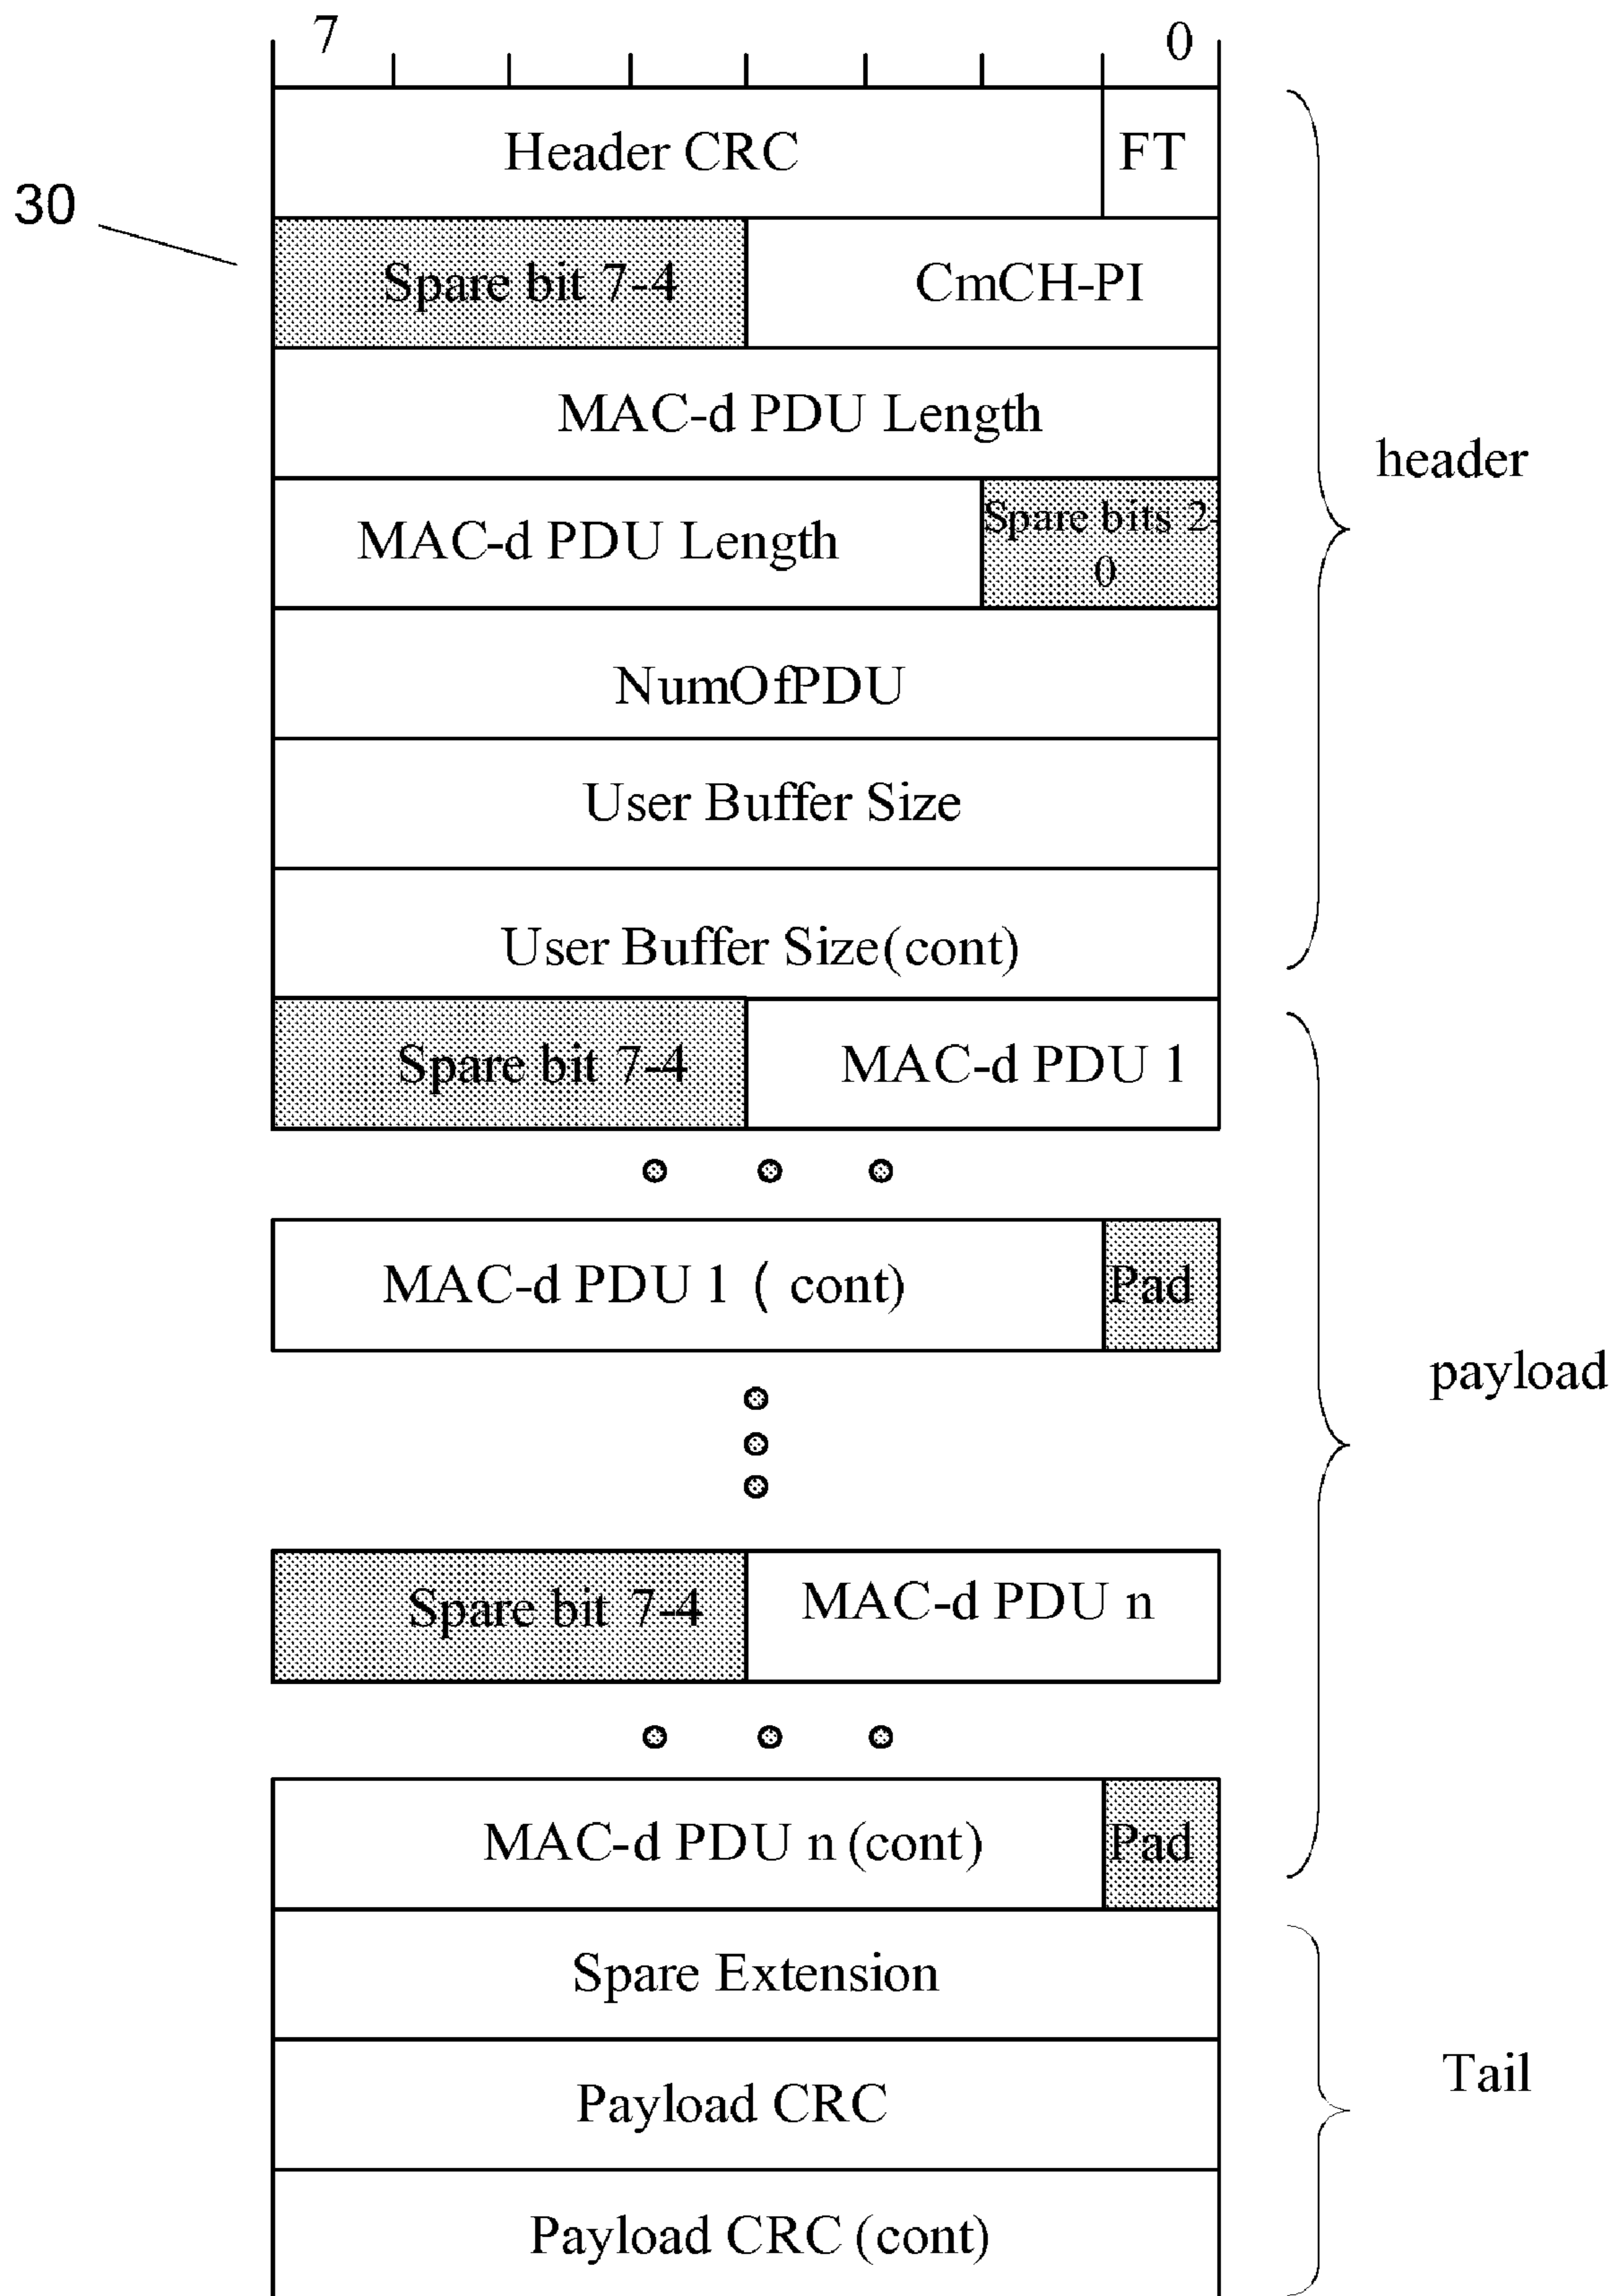 7 0
Header CRC FT
30
Spare bit 7-4 CmCH-PI
MAC-d PDU Length
header
MAC-d PDU Length Spare bits 2-
0
NumOfPDU
User Buffer Size
User Buffer Size(cont)
Spare bit 7-4 MAC-d PDU 1
MAC-d PDU 1 ( cont) Pad
payload
Spare bit 7-4 MAC-d PDU n
MAC-d PDU n (cont) Pad
Spare Extension
Tail
Payload CRC
Payload CRC (cont)